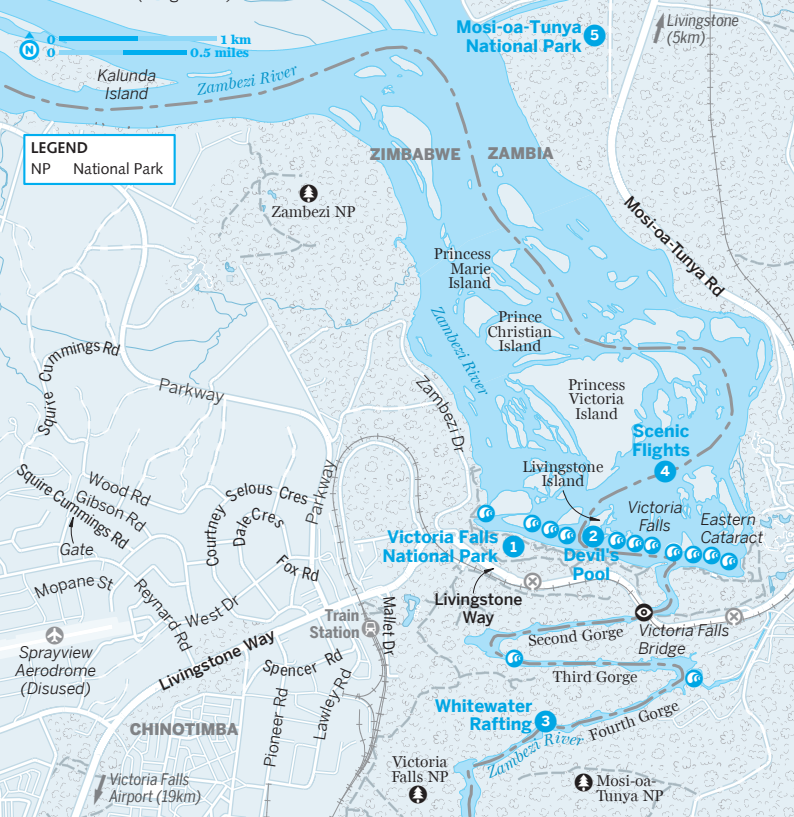 Mosi-oa-Tunya
National Park
5
Livingstone
(5km)
0
1 km
N
0
0.5 miles
Kalunda
Island
Zambezi River
LEGEND
NP National Park
ZIMBABWE
ZAMBIA
Zambezi NP
Mosi-oa-Tunya Rd
Princess
Marie
Island
Prince
Christian
Island
Zambezi River
Squire Cummings Rd
Parkway
Zambezi Dr
Princess
Victoria
Island
Scenic
Flights
4
Livingstone
Island
Squire Cummings Rd
Wood Rd
Gibson Rd
Gate
Courtney Selous Cres
Dale Cres
Parkway
Fox Rd
Victoria
Falls
Eastern
Cataract
Victoria Falls
National Park
1
2
Devil's
Pool
Mopane St
Reynard Rd
West Dr
Livingstone
Way
Train
Station
Mallet Dr
Second Gorge
Victoria Falls
Bridge
Sprayview
Aerodrome
(Disused)
Livingstone Way
Spencer Rd
Third Gorge
Pioneer Rd
Lawley Rd
Whitewater
Rafting
3
Fourth Gorge
CHINOTIMBA
Zambezi River
Victoria
Falls NP
Mosi-oa-
Tunya NP
Victoria Falls
Airport (19km)